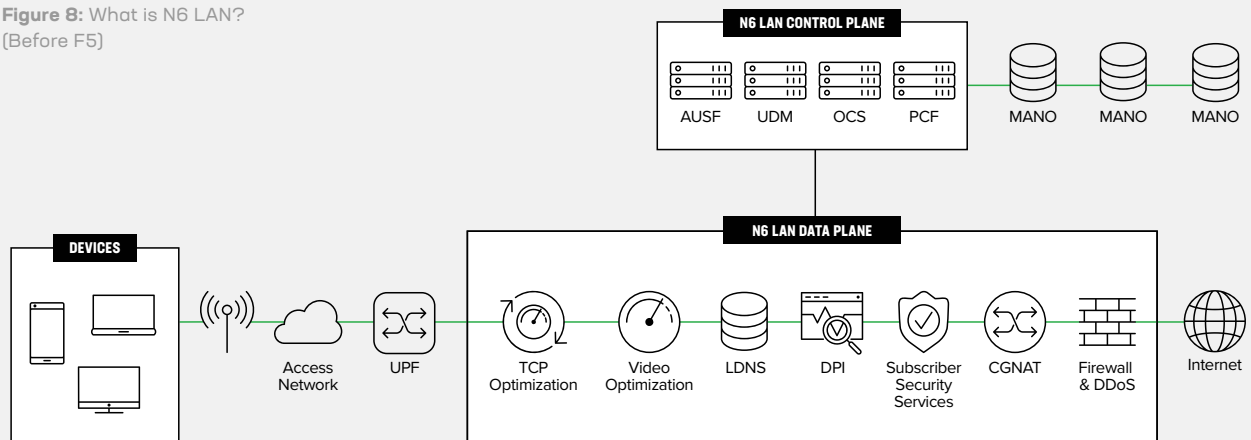 Figure 8: What is N6 LAN?
(Before F5)
N6 LAN CONTROL PLANE
AUSF
UDM
OCS
PCF
MANO
MANO
MANO
N6 LAN DATA PLANE
DEVICES
Access
Network
UPF
TCP
Optimization
Video
Optimization
LDNS
DPI
Subscriber
Security
Services
CGNAT
Firewall
& DDoS
Internet